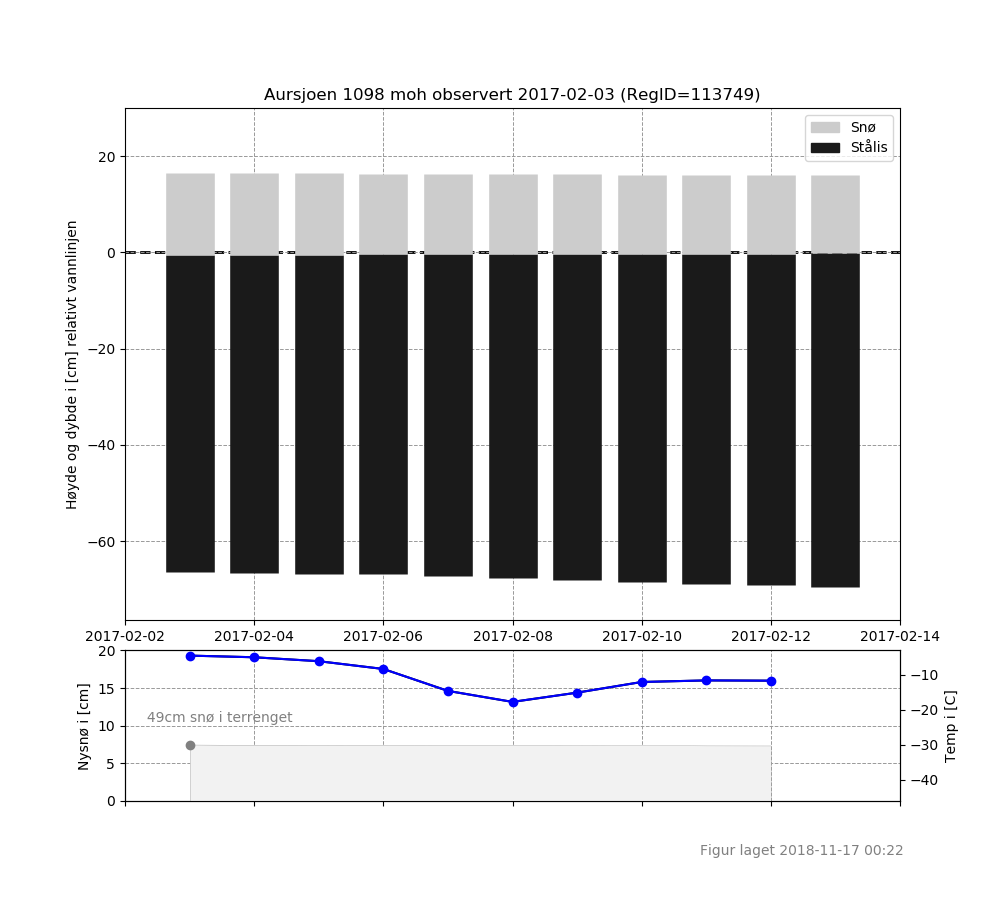 Aursjoen 1098 moh observert 2017-02-03 (RegID=113749)
Snø
Stålis
Høyde og dybde i [cm] relativt vannlinjen
20
0
−20
−40
−60
2017-02-02 2017-02-04 2017-02-06 2017-02-08 2017-02-10 2017-02-12 2017-02-14
Nysnø i [cm]
20
15
10
5
0
49cm snø i terrenget
−10
−20
−30
−40
Temp i [C]
Figur laget 2018-11-17 00:22